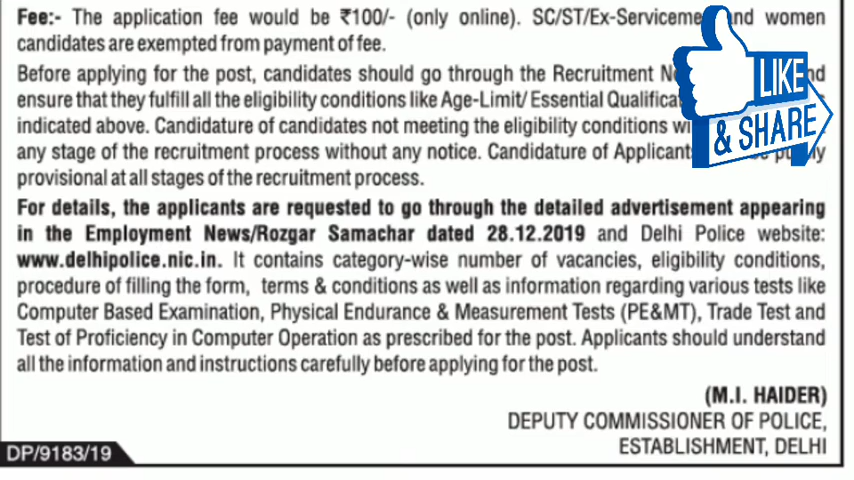 Fee:- The application fee would be ₹100/- (only online). SC/ST/Ex-Servicemen and women
candidates are exempted from payment of fee.
Before applying for the post, candidates should go through the Recruitment
ensure that they fulfill all the eligibility conditions like Age-Limit/ Essential
indicated above. Candidature of candidates not meeting the eligibility conditions
any stage of the recruitment process without any notice. Candidature of
provisional at all stages of the recruitment process.
For details, the applicants are requested to go through the detailed advertisement appearing
in the Employment News/Rozgar Samachar dated 28.12.2019 and Delhi Police website:
www.delhipolice.nic.in. It contains category-wise number of vacancies, eligibility conditions,
procedure of filling the form, terms & conditions as well as information regarding various tests like
Computer Based Examination, Physical Endurance & Measurement Tests (PE&MT), Trade Test and
Test of Proficiency in Computer Operation as prescribed for the post. Applicants should understand
all the information and instructions carefully before applying for the post.
(M.I. HAIDER)
DEPUTY COMMISSIONER OF POLICE,
ESTABLISHMENT, DELHI
DP/9183/19
LIKE
& SHARE